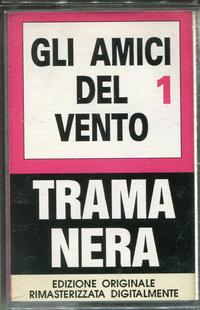 GLI AMICI
DEL 1
VENTO
TRAMA
NERA
EDIZIONE ORIGINALE
RIMASTERIZZATA DIGITALMENTE